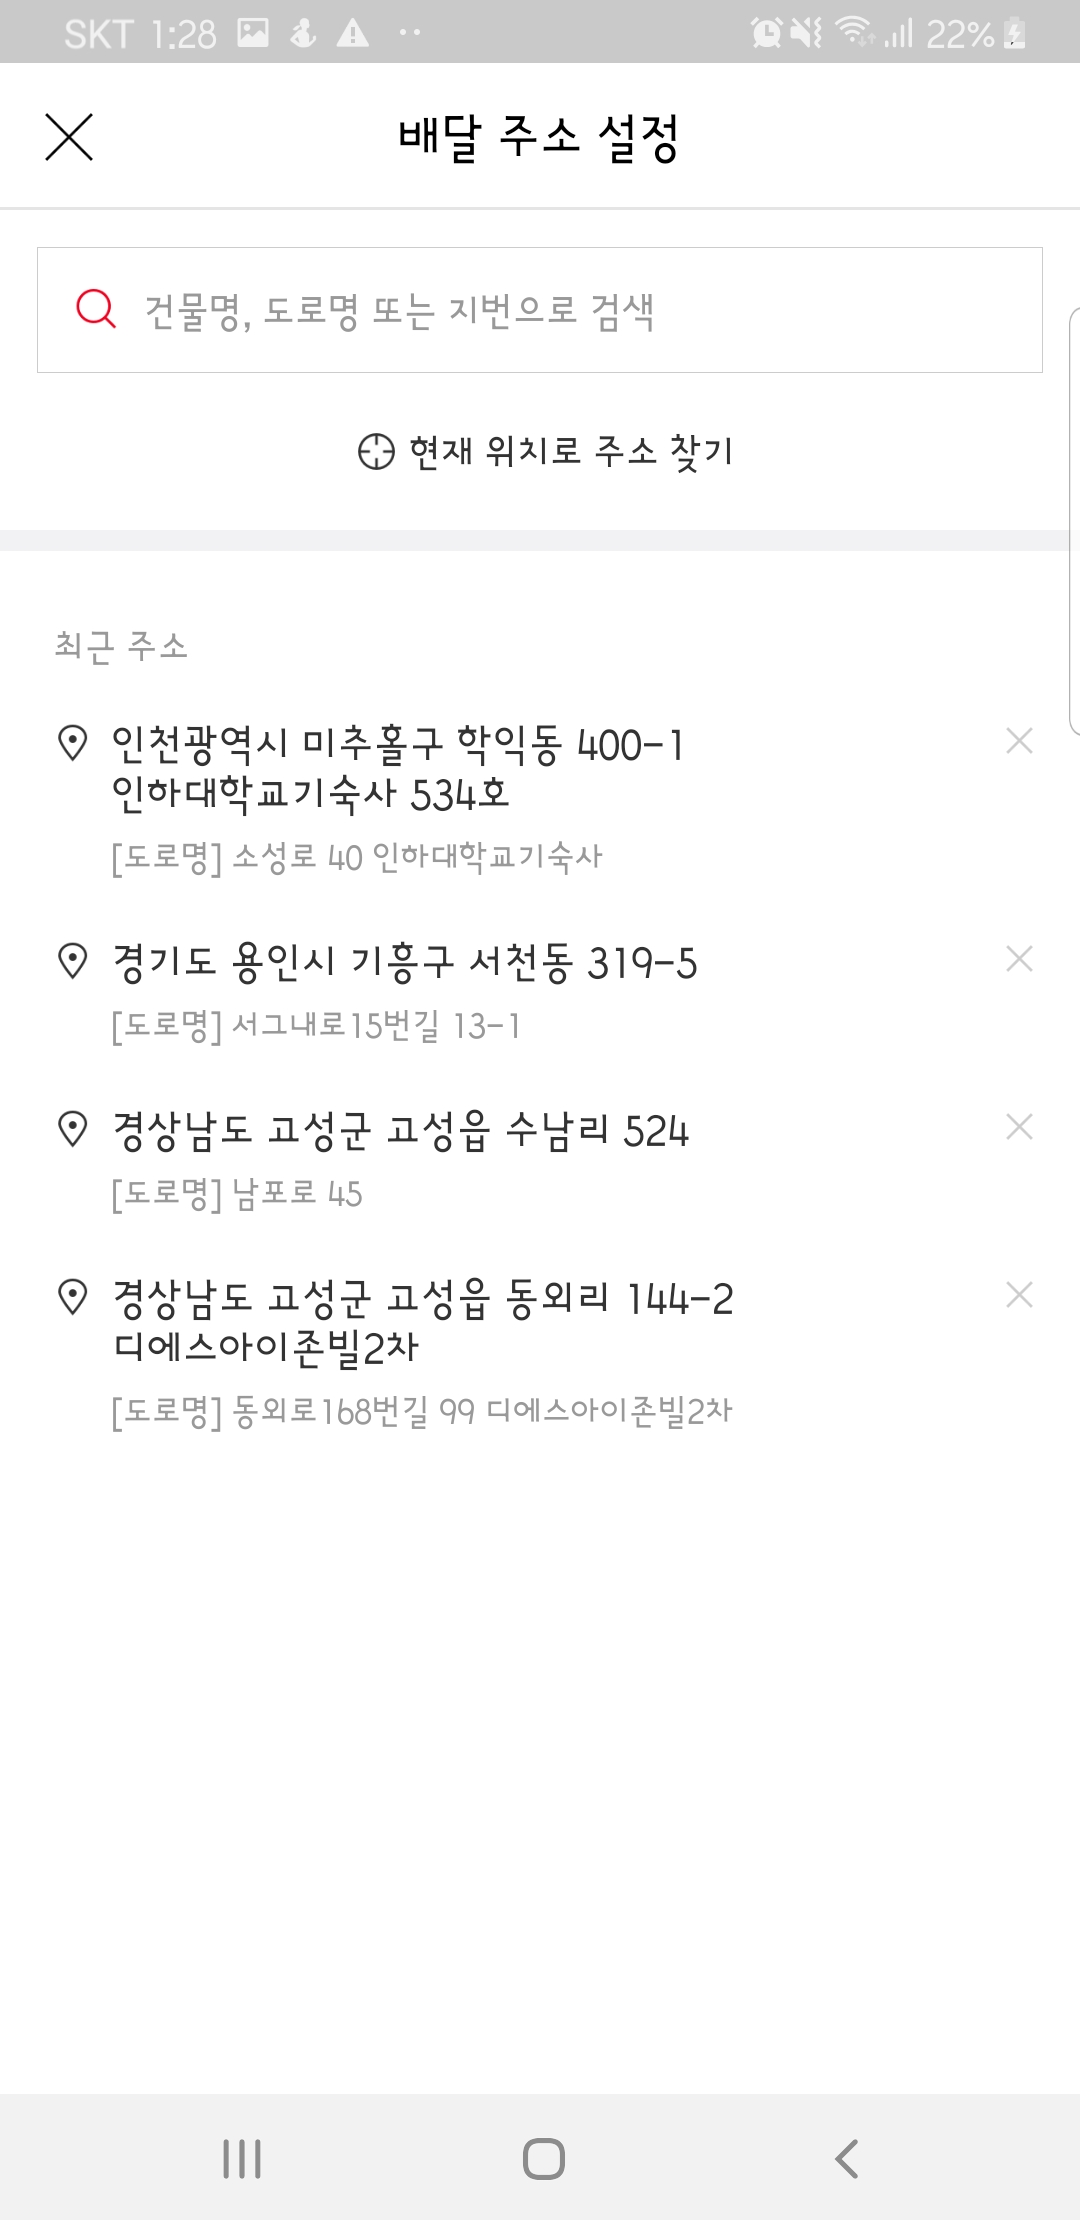 SKT 1:28
22%
배달 주소 설정
건물명, 도로명 또는 지번으로 검색
현재 위치로 주소 찾기
최근 주소
인천광역시 미추홀구 학익동 400-1
인하대학교기숙사 534호
[도로명] 소성로 40 인하대학교기숙사
경기도 용인시 기흥구 서천동 319-5
[도로명] 서그내로15번길 13-1
경상남도 고성군 고성읍 수남리 524
[도로명] 남포로 45
경상남도 고성군 고성읍 동외리 144-2
디에스아이존빌2차
[도로명] 동외로168번길 99 디에스아이존빌2차